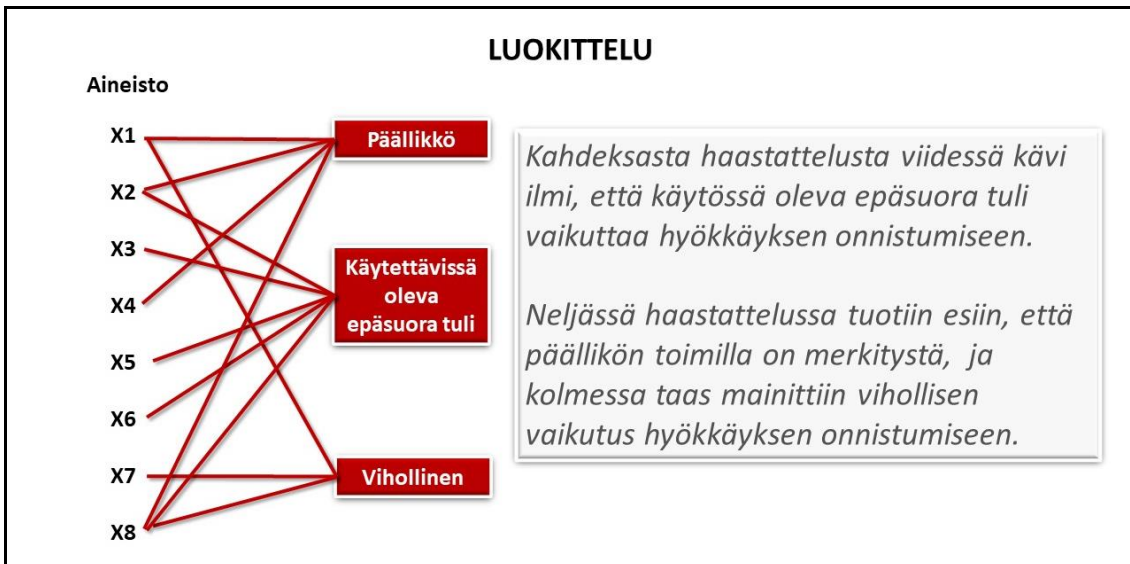 LUOKITTELU
Aineisto
X1
X2
X3
X4
X5
X6
X7
X8
Päällikkö
Käytettävissä
oleva
epäsuora tuli
Vihollinen
Kahdeksasta haastattelusta viidessä kävi
ilmi, että käytössä oleva epäsuora tuli
vaikuttaa hyökkäyksen onnistumiseen.
Neljässä haastattelussa tuotiin esiin, että
päällikön toimilla on merkitystä, ja
kolmessa taas mainittiin vihollisen
vaikutus hyökkäyksen onnistumiseen.